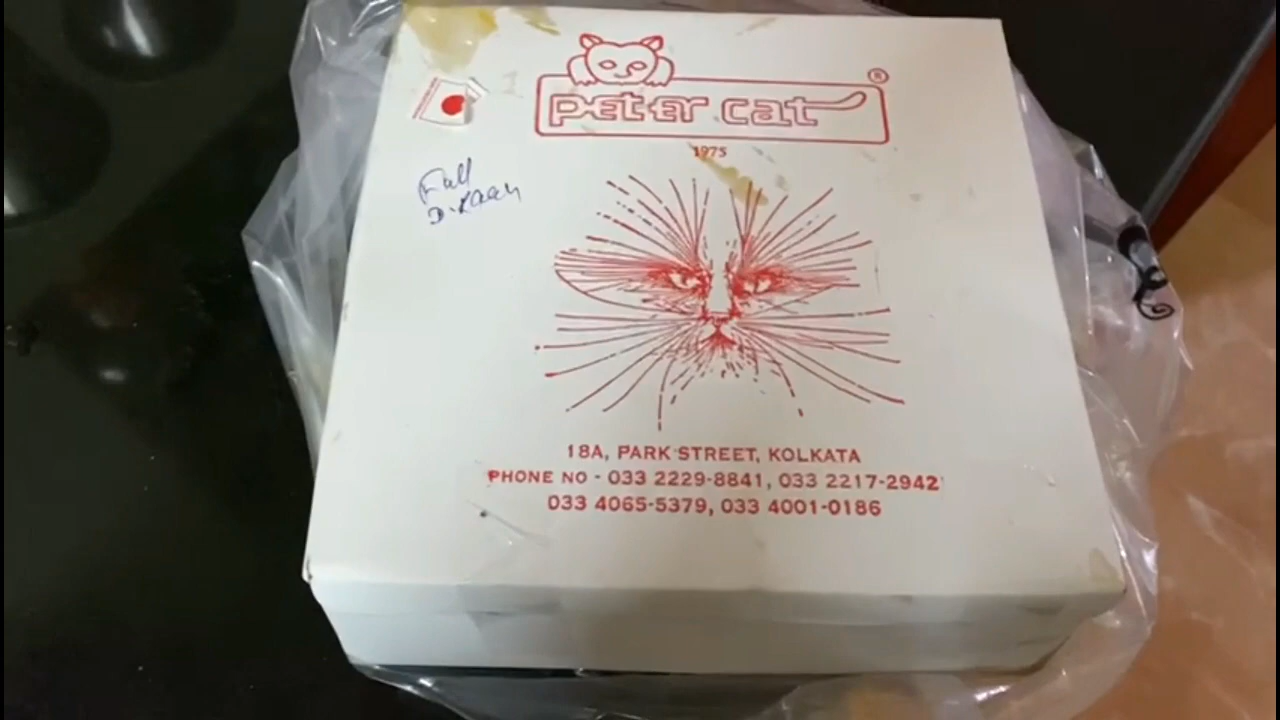 peter cat ®
1975
Full
18A, PARK STREET, KOLKATA
PHONE NO - 033 2229-8841, 033 2217-2942
033 4065-5379, 033 4001-0186